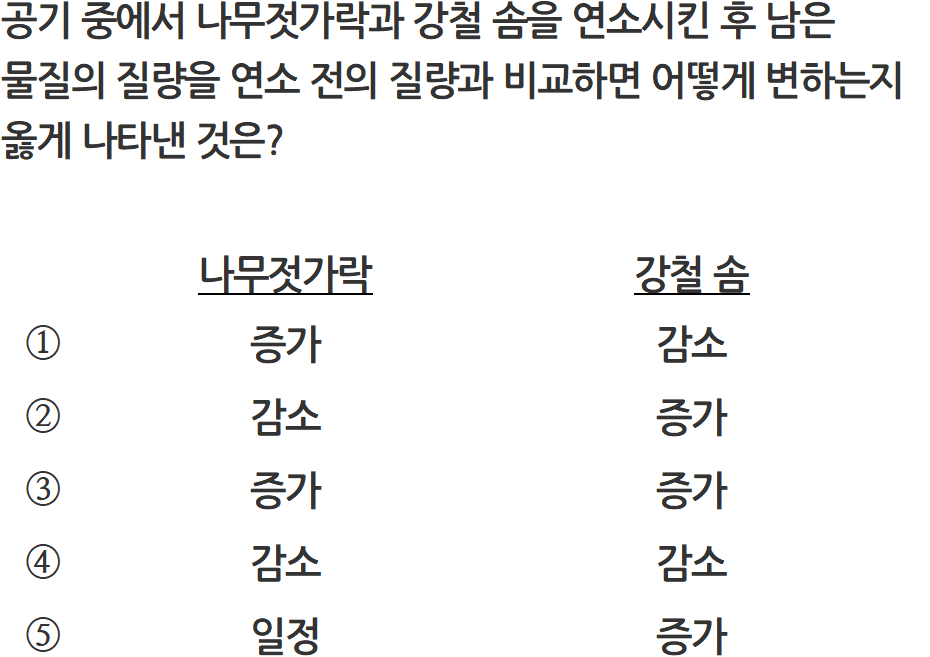 공기 중에서 나무젓가락과 강철 솜을 연소시킨 후 남은
물질의 질량을 연소 전의 질량과 비교하면 어떻게 변하는지
옳게 나타낸 것은?
나무젓가락 강철 솜
① 증가 감소
② 감소 증가
③ 증가 증가
④ 감소 감소
⑤ 일정 증가